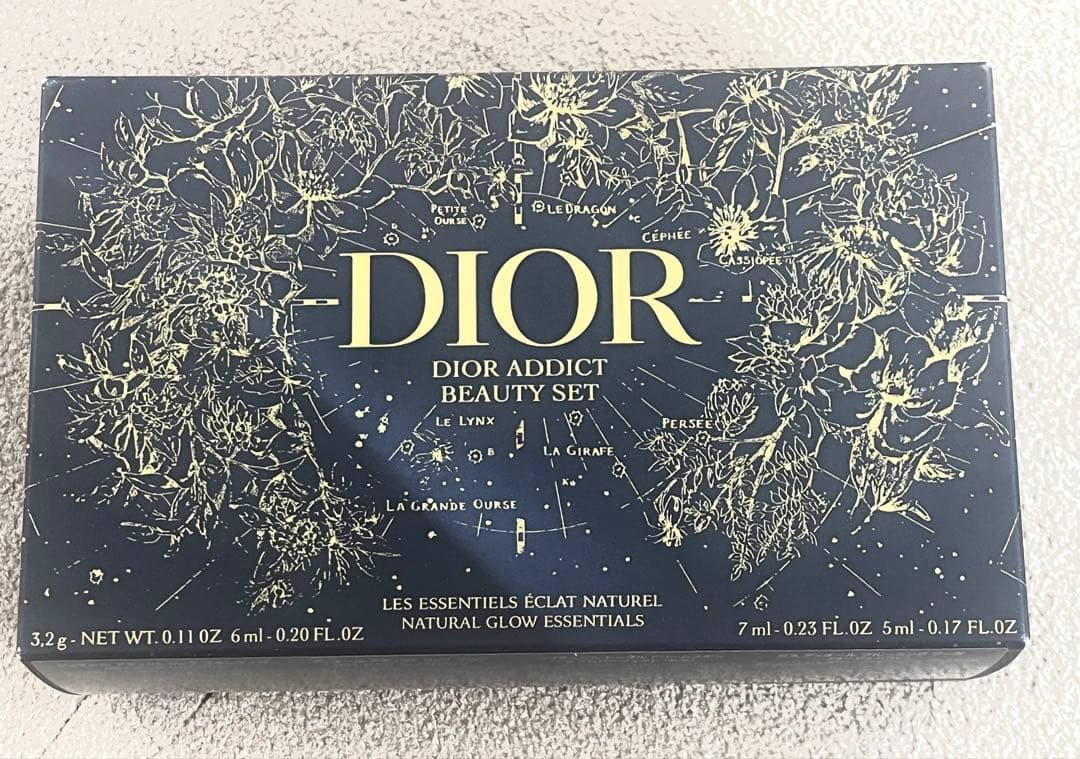 PETITE
OURSE
LE DRAGON
C
D
CÉPHÉE
CASSIOPÉE
DIOR
DIOR ADDICT
BEAUTY SET
LE LYNX
PERSÉE
B
LA GIRAFE
LA GRANDE OURSE
LES ESSENTIELS ÉCLAT NATUREL
NATURAL GLOW ESSENTIALS
3,2 g - NET WT. 0.11 OZ 6 ml - 0.20 FL.OZ
7 ml - 0.23 FL.OZ 5 ml - 0.17 FL.OZ